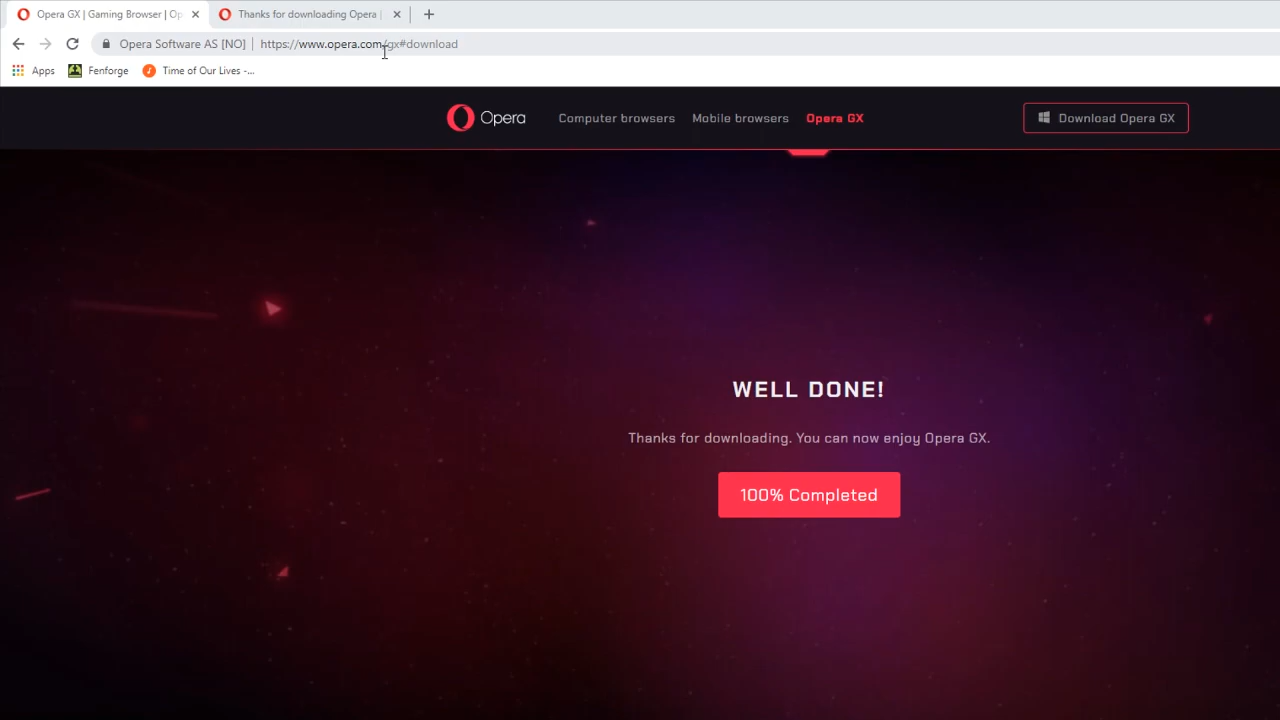 Opera GX | Gaming Browser | Op
Thanks for downloading Opera |
Opera Software AS [NO] | https://www.opera.com/gx#download
Apps
Fenforge
Time of Our Lives -...
Opera
Computer browsers
Mobile browsers
Opera GX
Download Opera GX
WELL DONE!
Thanks for downloading. You can now enjoy Opera GX.
100% Completed